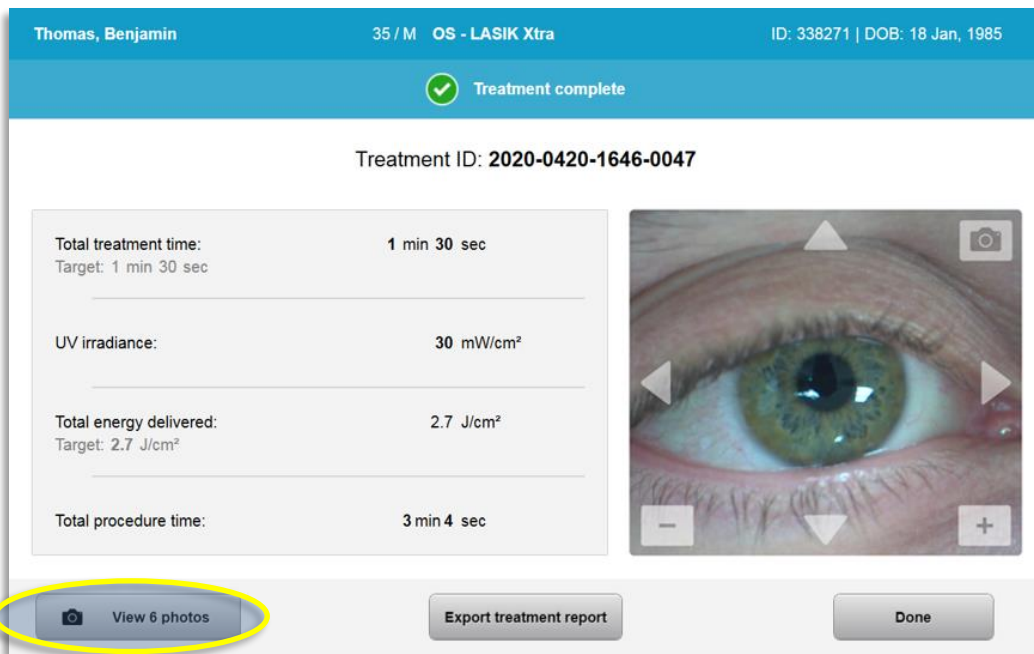 Thomas, Benjamin 35 / M OS - LASIK Xtra ID: 338271 | DOB: 18 Jan, 1985
Treatment complete
Treatment ID: 2020-0420-1646-0047
Total treatment time: 1 min 30 sec
Target: 1 min 30 sec
UV irradiance: 30 mW/cm²
Total energy delivered: 2.7 J/cm²
Target: 2.7 J/cm²
Total procedure time: 3 min 4 sec
View 6 photos Export treatment report Done